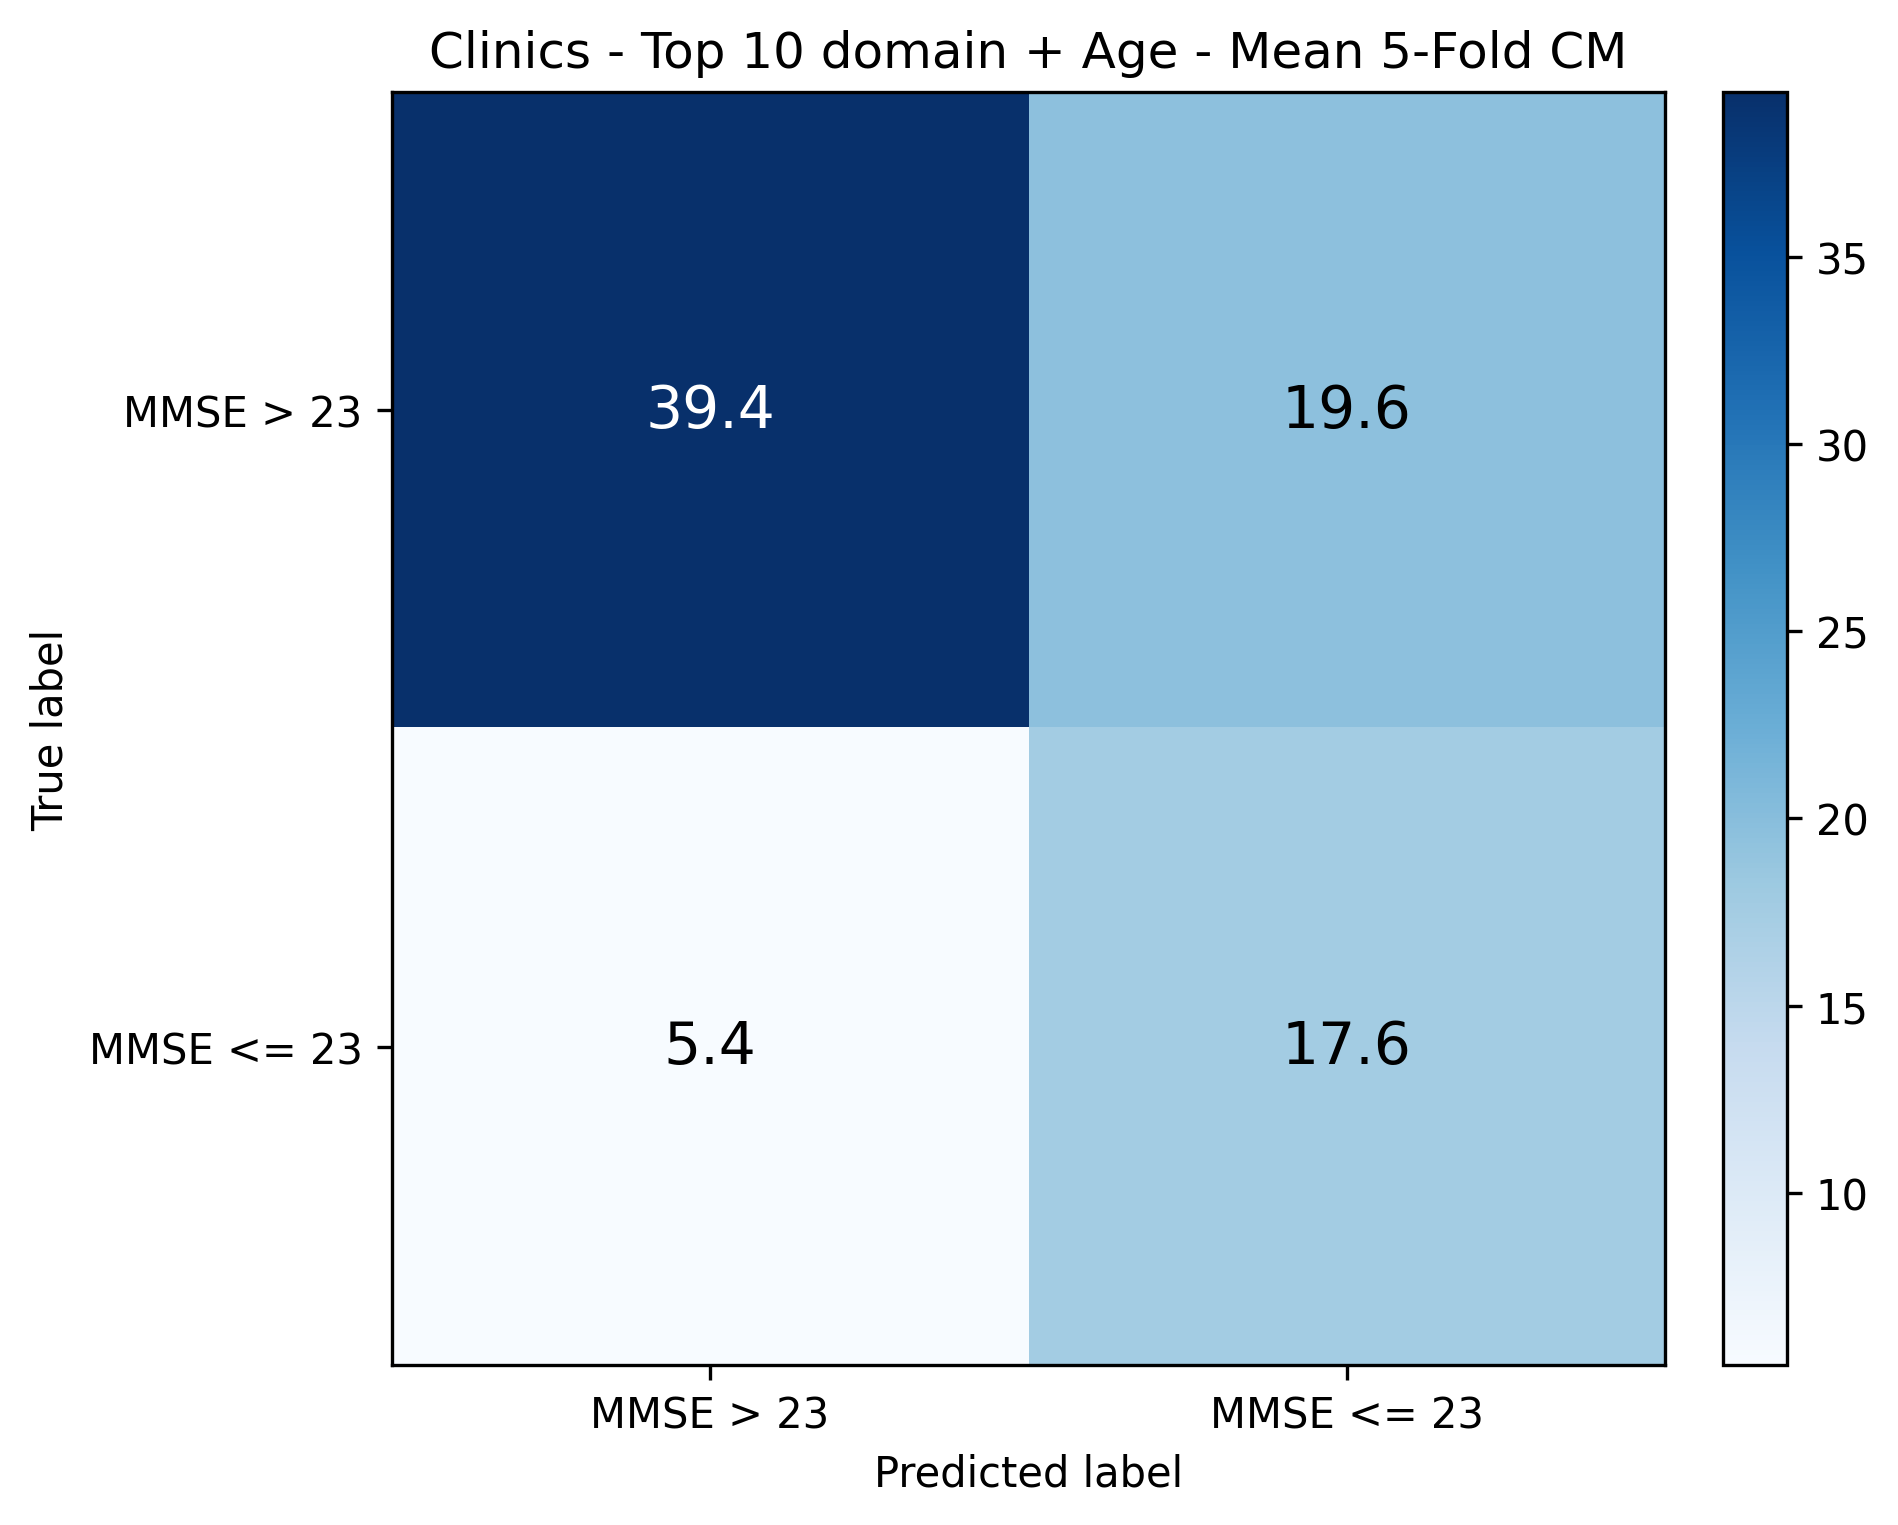 Clinics - Top 10 domain + Age - Mean 5-Fold CM
True label
MMSE > 23
39.4
19.6
MMSE <= 23
5.4
17.6
MMSE > 23
MMSE <= 23
Predicted label
35
30
25
20
15
10